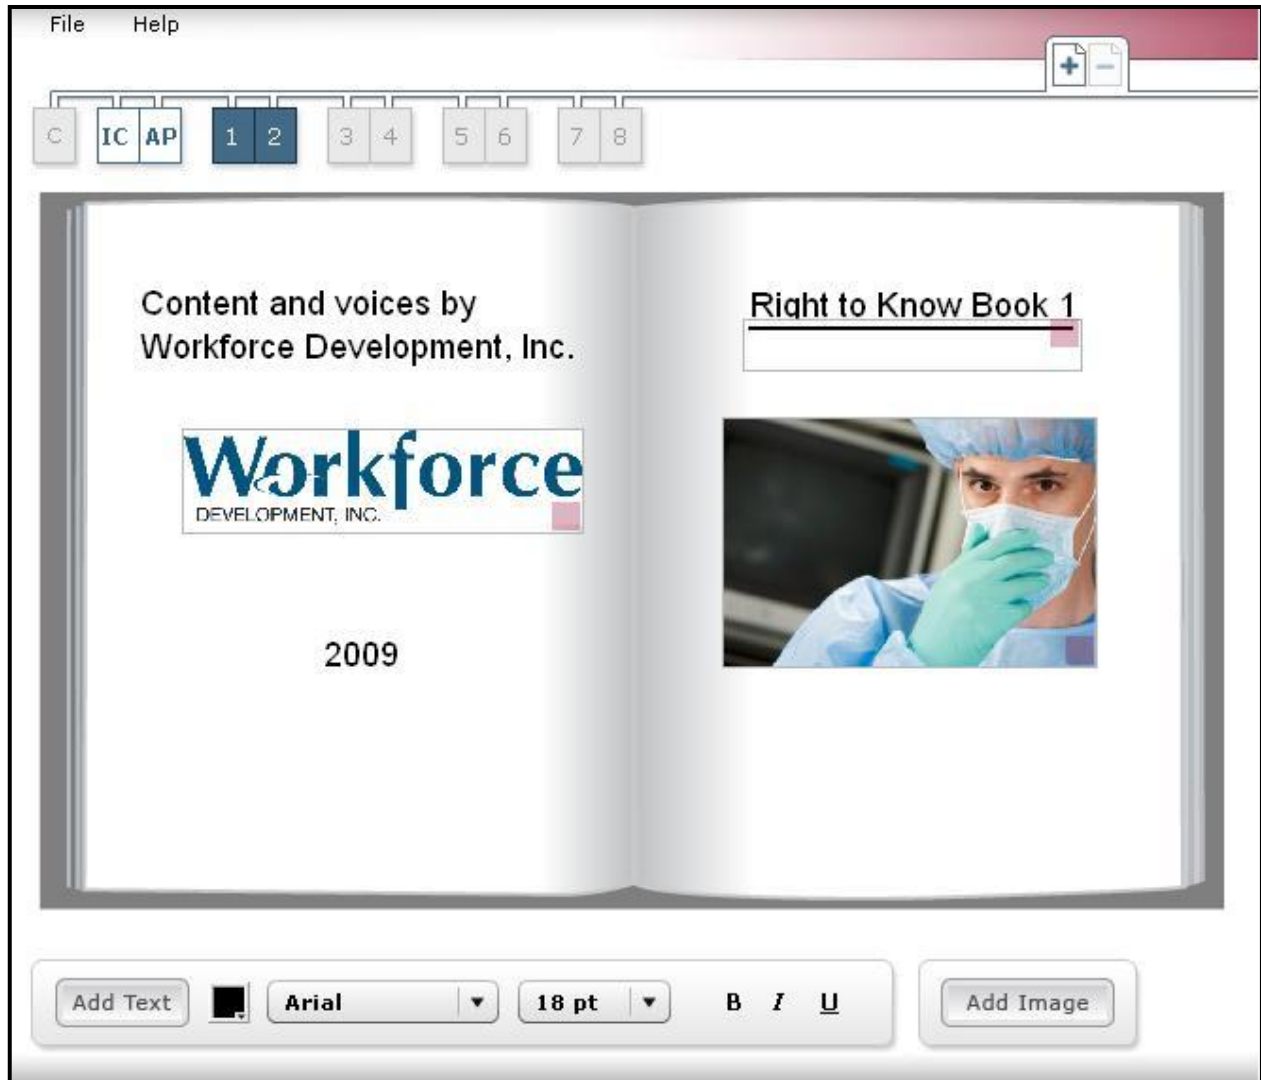 File Help
C IC AP 1 2 3 4 5 6 7 8
Content and voices by
Workforce Development, Inc.
Workforce
DEVELOPMENT, INC.
2009
Right to Know Book 1
Add Text Arial 18 pt B I U Add Image